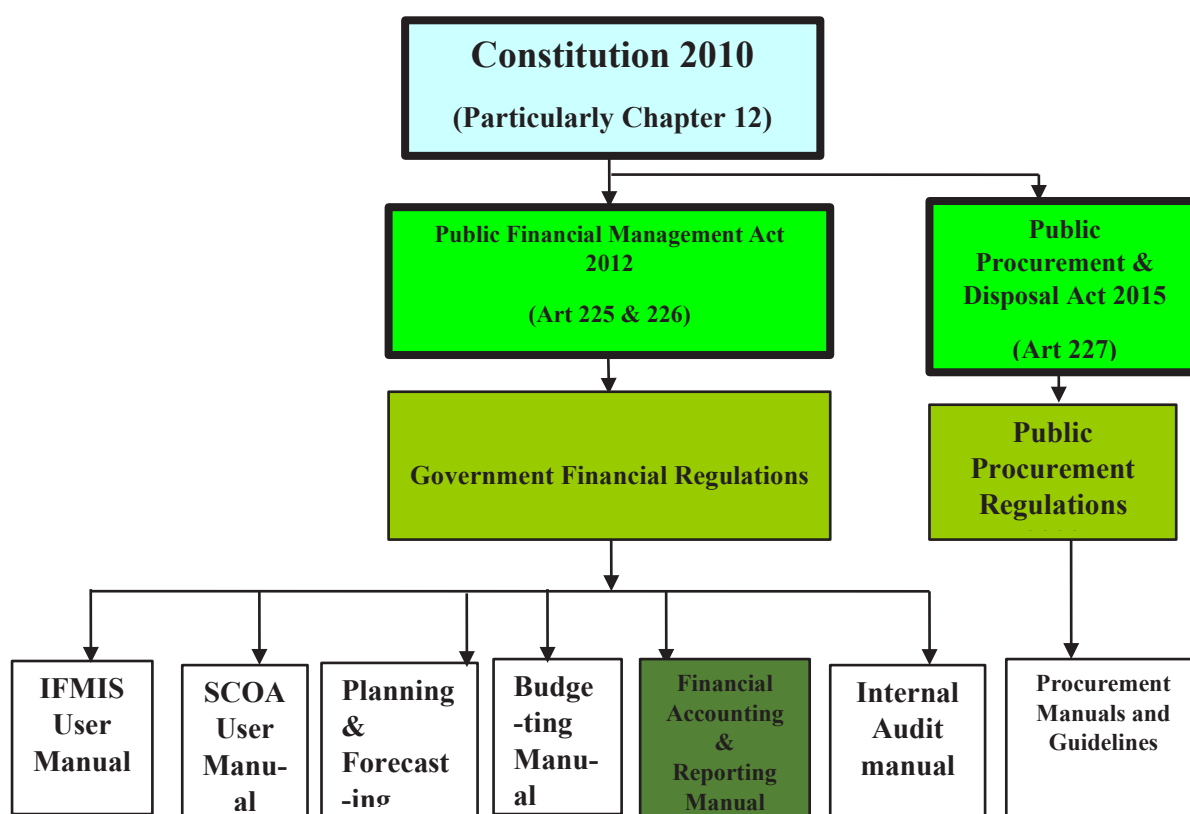 Constitution 2010
(Particularly Chapter 12)
Public Financial Management Act
2012
(Art 225 & 226)
Public
Procurement &
Disposal Act 2015
(Art 227)
Government Financial Regulations
Public
Procurement
Regulations
IFMIS
User
Manual
SCOA
User
Manu-
al
Planning
&
Forecast
-ing
Budge
-ting
Manu-
al
Financial
Accounting
&
Reporting
Manual
Internal
Audit
manual
Procurement
Manuals and
Guidelines